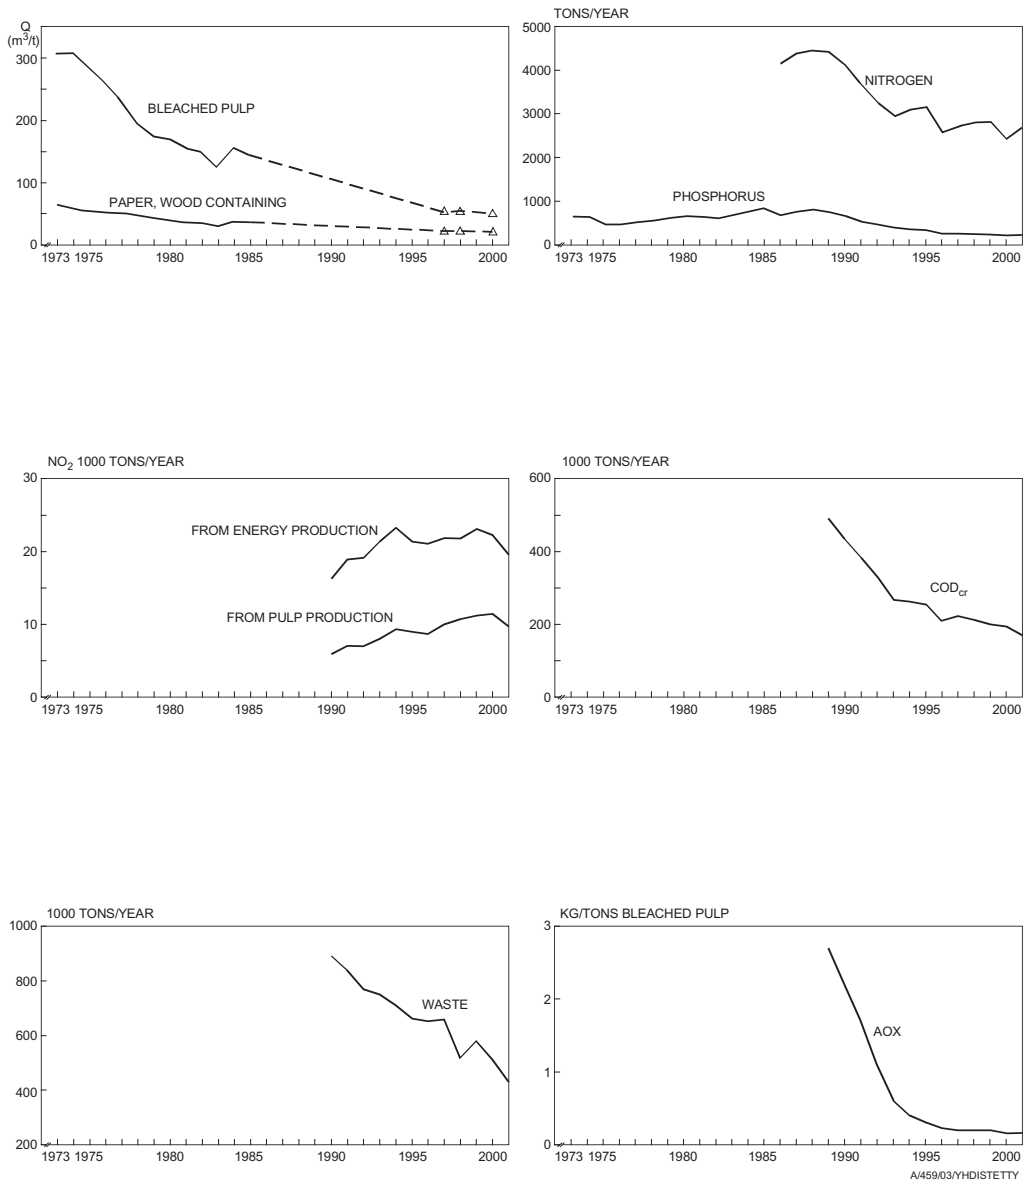 Q
(m³/t)
300
200
100
0
BLEACHED PULP
PAPER, WOOD CONTAINING
1973 1975 1980 1985 1990 1995 2000
TONS/YEAR
5000
4000
3000
2000
1000
0
NITROGEN
PHOSPHORUS
1973 1975 1980 1985 1990 1995 2000
NO₂ 1000 TONS/YEAR
30
20
10
0
FROM ENERGY PRODUCTION
FROM PULP PRODUCTION
1973 1975 1980 1985 1990 1995 2000
1000 TONS/YEAR
600
400
200
0
CODcr
1973 1975 1980 1985 1990 1995 2000
1000 TONS/YEAR
1000
800
600
400
200
WASTE
1973 1975 1980 1985 1990 1995 2000
KG/TONS BLEACHED PULP
3
2
1
0
AOX
1973 1975 1980 1985 1990 1995 2000
A/459/03/YHDISTETTY